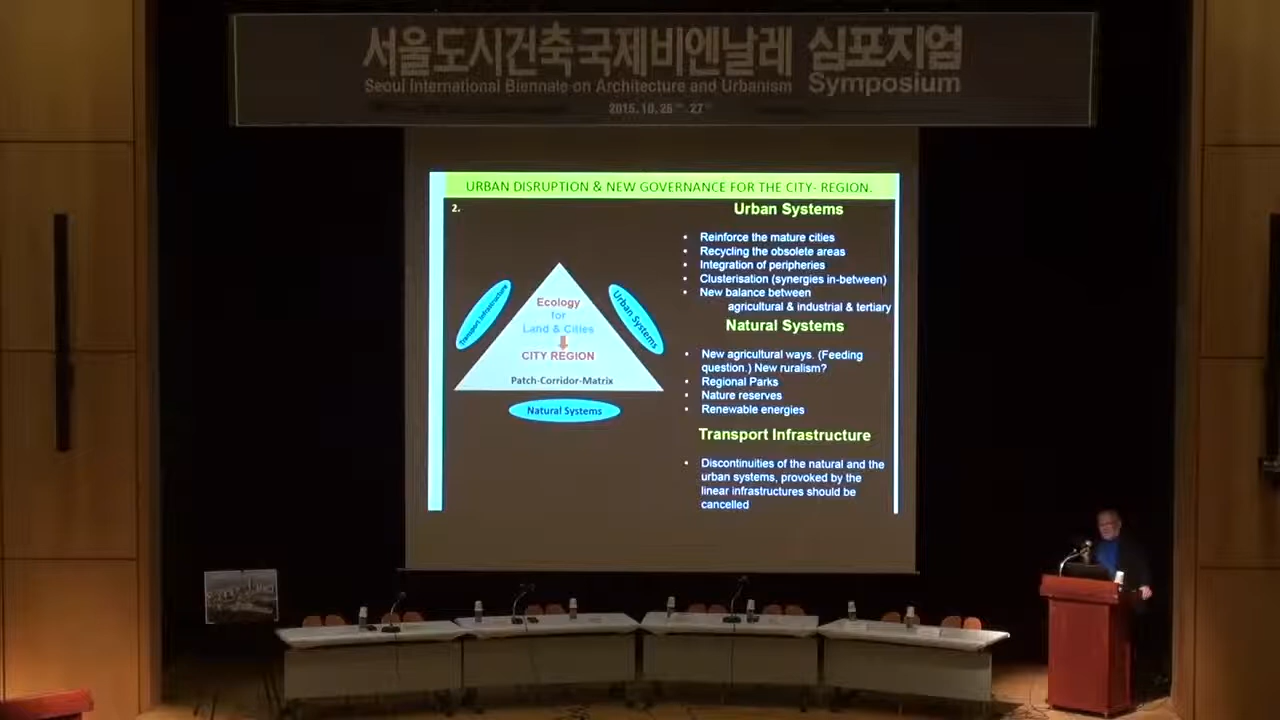 서울도시건축국제비엔날레 심포지엄
Seoul International Biennale on Architecture and Urbanism Symposium
2015.10.26 27
URBAN DISRUPTION & NEW GOVERNANCE FOR THE CITY- REGION.
2.
Transport Infrastructure
Urban Systems
Ecology
for
Land & Cities
CITY REGION
Patch-Corridor-Matrix
Natural Systems
Urban Systems
• Reinforce the mature cities
• Recycling the obsolete areas
• Integration of peripheries
• Clusterisation (synergies in-between)
• New balance between
agricultural & industrial & tertiary
Natural Systems
• New agricultural ways. (Feeding
question.) New ruralism?
• Regional Parks
• Nature reserves
• Renewable energies
Transport Infrastructure
• Discontinuities of the natural and the
urban systems, provoked by the
linear infrastructures should be
cancelled